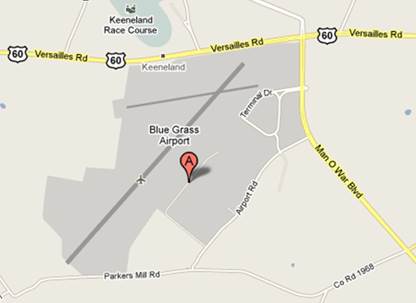 Keeneland
Race Course
60
Versailles Rd
60
Versailles Rd
60
Versailles Rd
Keeneland
Terminal Dr
Blue Grass
Airport
A
Man O War Blvd
Airport Rd
Parkers Mill Rd
Co Rd 1968